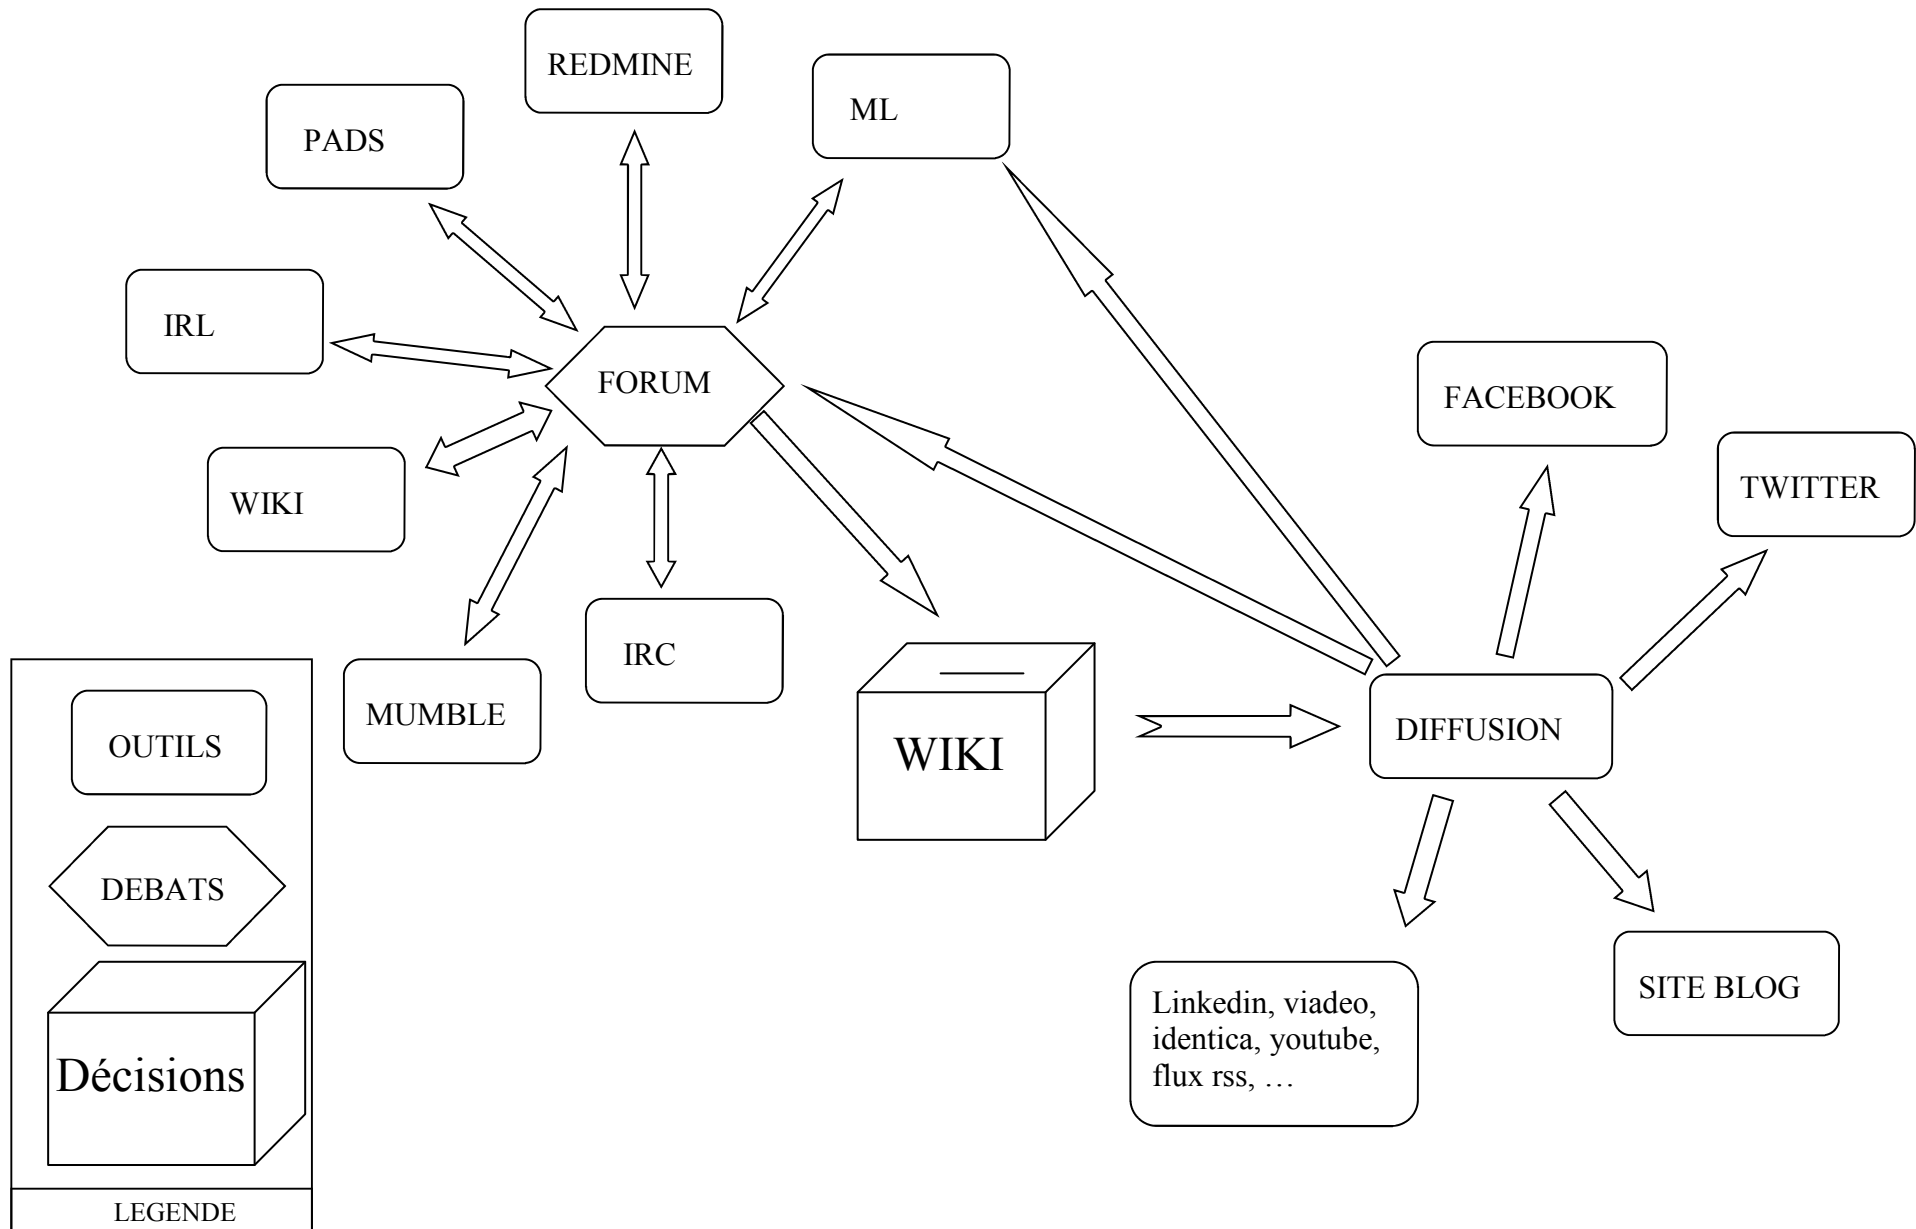 REDMINE
ML
PADS
IRL
FORUM
FACEBOOK
TWITTER
WIKI
IRC
MUMBLE
WIKI
DIFFUSION
OUTILS
DEBATS
Décisions
LEGENDE
Linkedin, viadeo,
identica, youtube,
flux rss, …
SITE BLOG